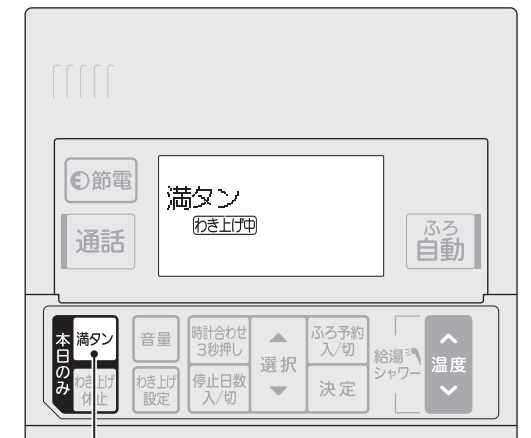 節電
満タン
わき上げ中
通話
ふろ
自動
本日のみ
満タン
わき上げ
休止
音量
わき上げ
設定
時計合わせ
3秒押し
停止日数
入/切
選択
ふろ予約
入/切
決定
給湯
シャワー
温度